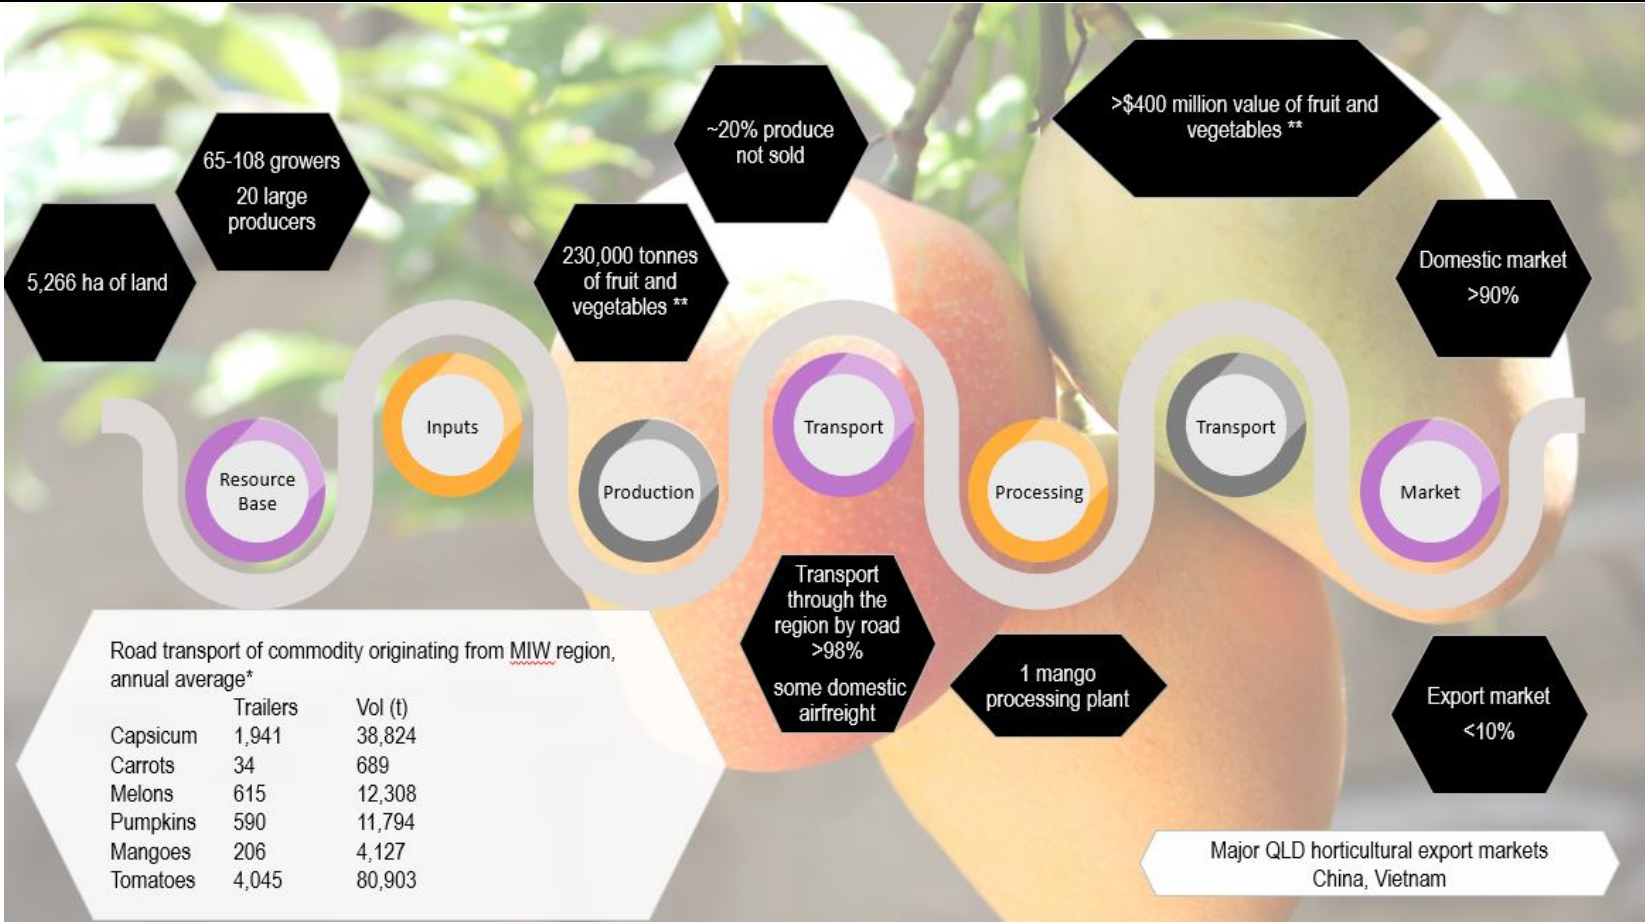 5,266 ha of land
65-108 growers
20 large
producers
230,000 tonnes
of fruit and
vegetables **
~20% produce
not sold
>$400 million value of fruit and
vegetables **
Domestic market
>90%
Resource
Base
Inputs
Production
Transport
Processing
Transport
Market
Transport
through the
region by road
>98%
some domestic
airfreight
1 mango
processing plant
Export market
<10%
Road transport of commodity originating from MIW region,
annual average*
Trailers Vol (t)
Capsicum 1,941 38,824
Carrots 34 689
Melons 615 12,308
Pumpkins 590 11,794
Mangoes 206 4,127
Tomatoes 4,045 80,903
Major QLD horticultural export markets
China, Vietnam